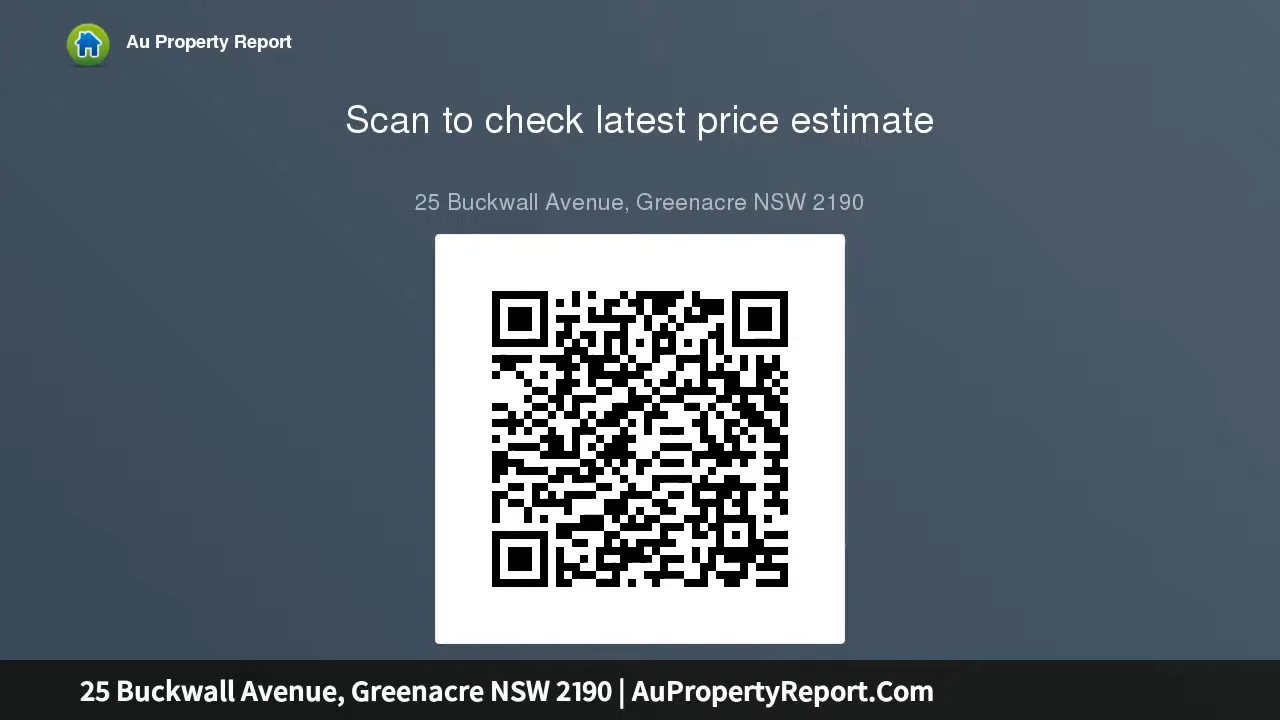 Au Property Report
Scan to check latest price estimate
25 Buckwall Avenue, Greenacre NSW 2190
25 Buckwall Avenue, Greenacre NSW 2190 | AuPropertyReport.Com